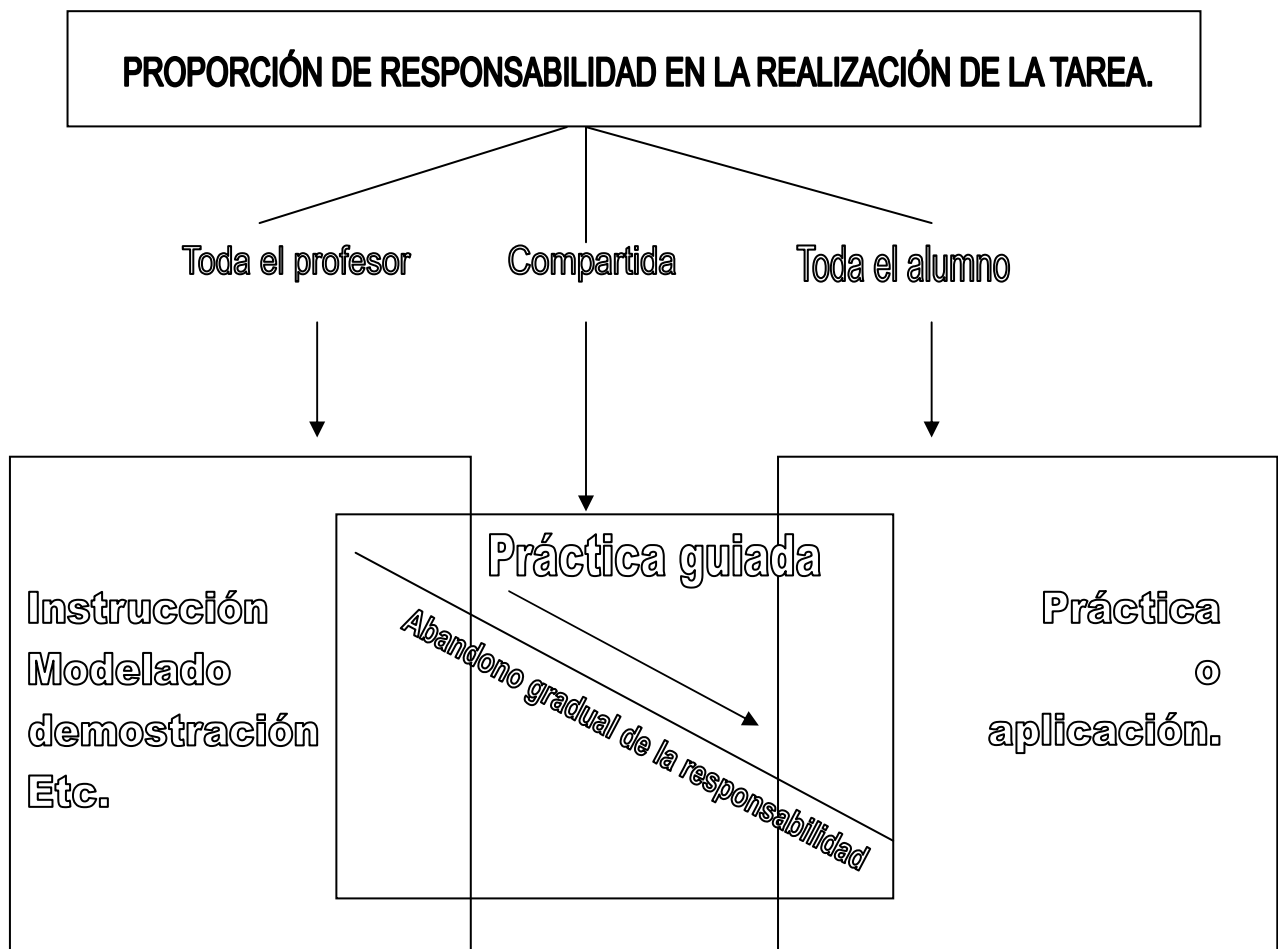 PROPORCIÓN DE RESPONSABILIDAD EN LA REALIZACIÓN DE LA TAREA.
Toda el profesor
Compartida
Toda el alumno
Práctica guiada
Abandono gradual de la responsabilidad
Instrucción
Modelado
demostración
Etc.
Práctica
o
aplicación.